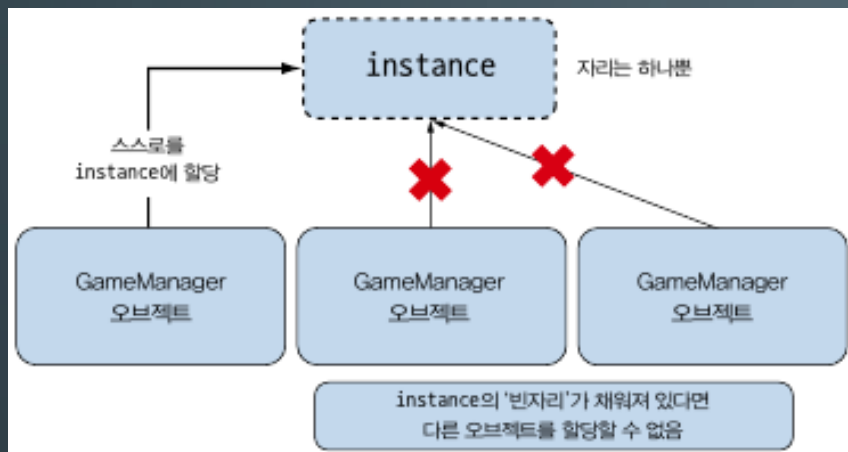 instance
자리는 하나뿐
스스로를
instance에 할당
GameManager
오브젝트
GameManager
오브젝트
GameManager
오브젝트
instance의 '빈자리'가 채워져 있다면
다른 오브젝트를 할당할 수 없음